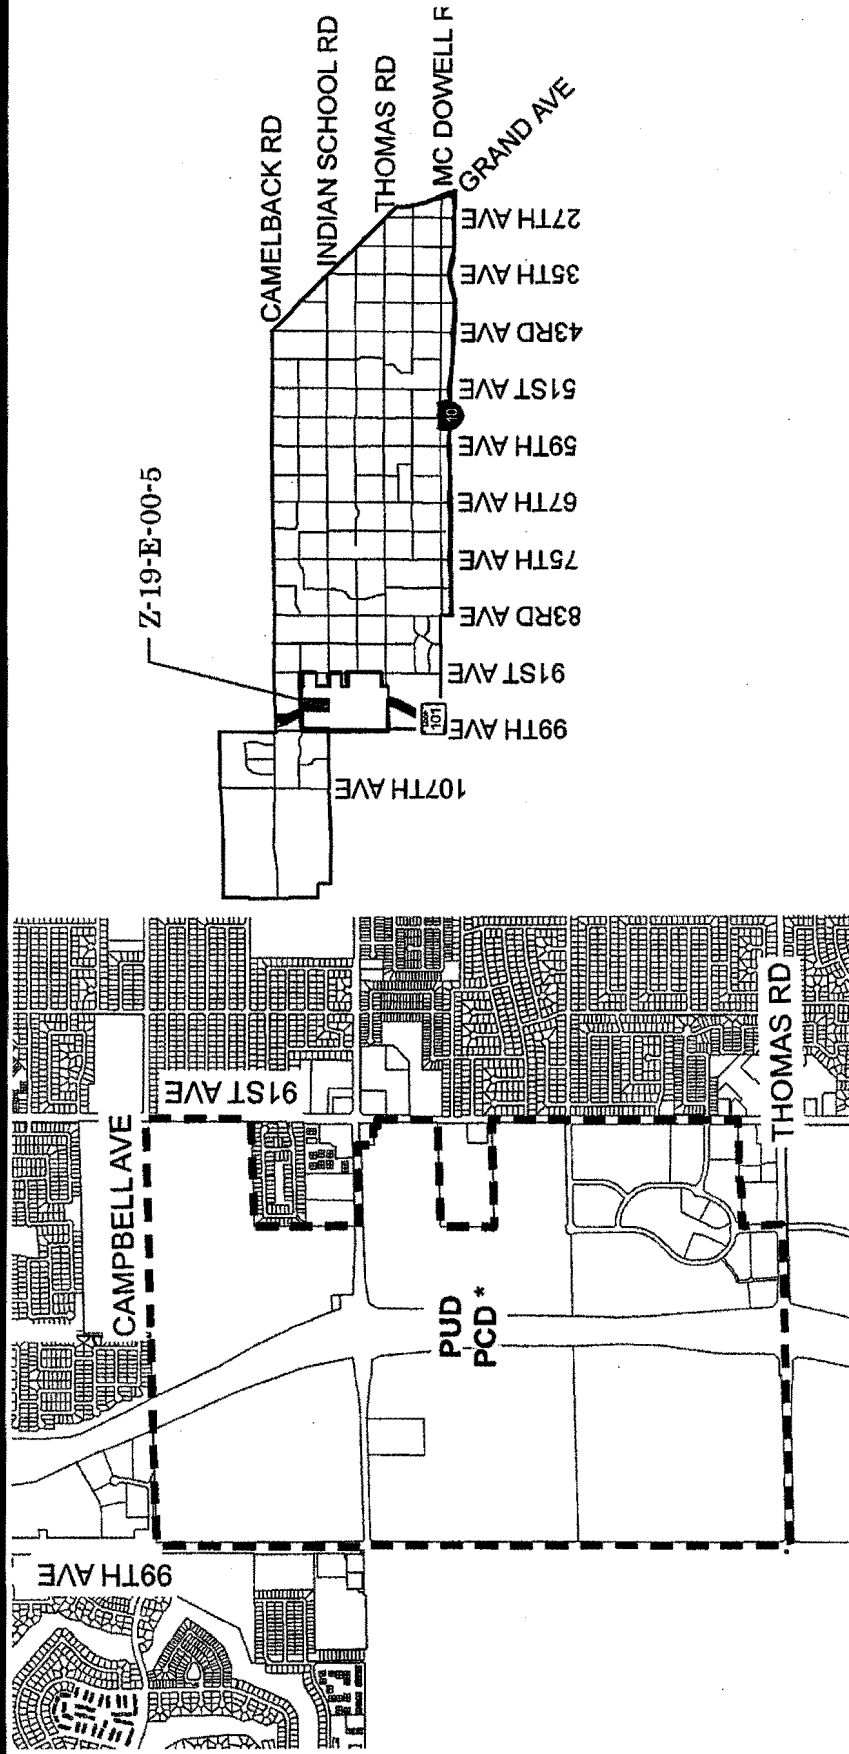 CAMELBACK RD
INDIAN SCHOOL RD
THOMAS RD
MC DOWELL R
GRAND AVE
27TH AVE
35TH AVE
43RD AVE
51ST AVE
10
59TH AVE
67TH AVE
75TH AVE
83RD AVE
91ST AVE
LOOP
101
99TH AVE
107TH AVE
Z-19-E-00-5
91ST AVE
CAMPBELL AVE
THOMAS RD
PUD
PCD *
99TH AVE